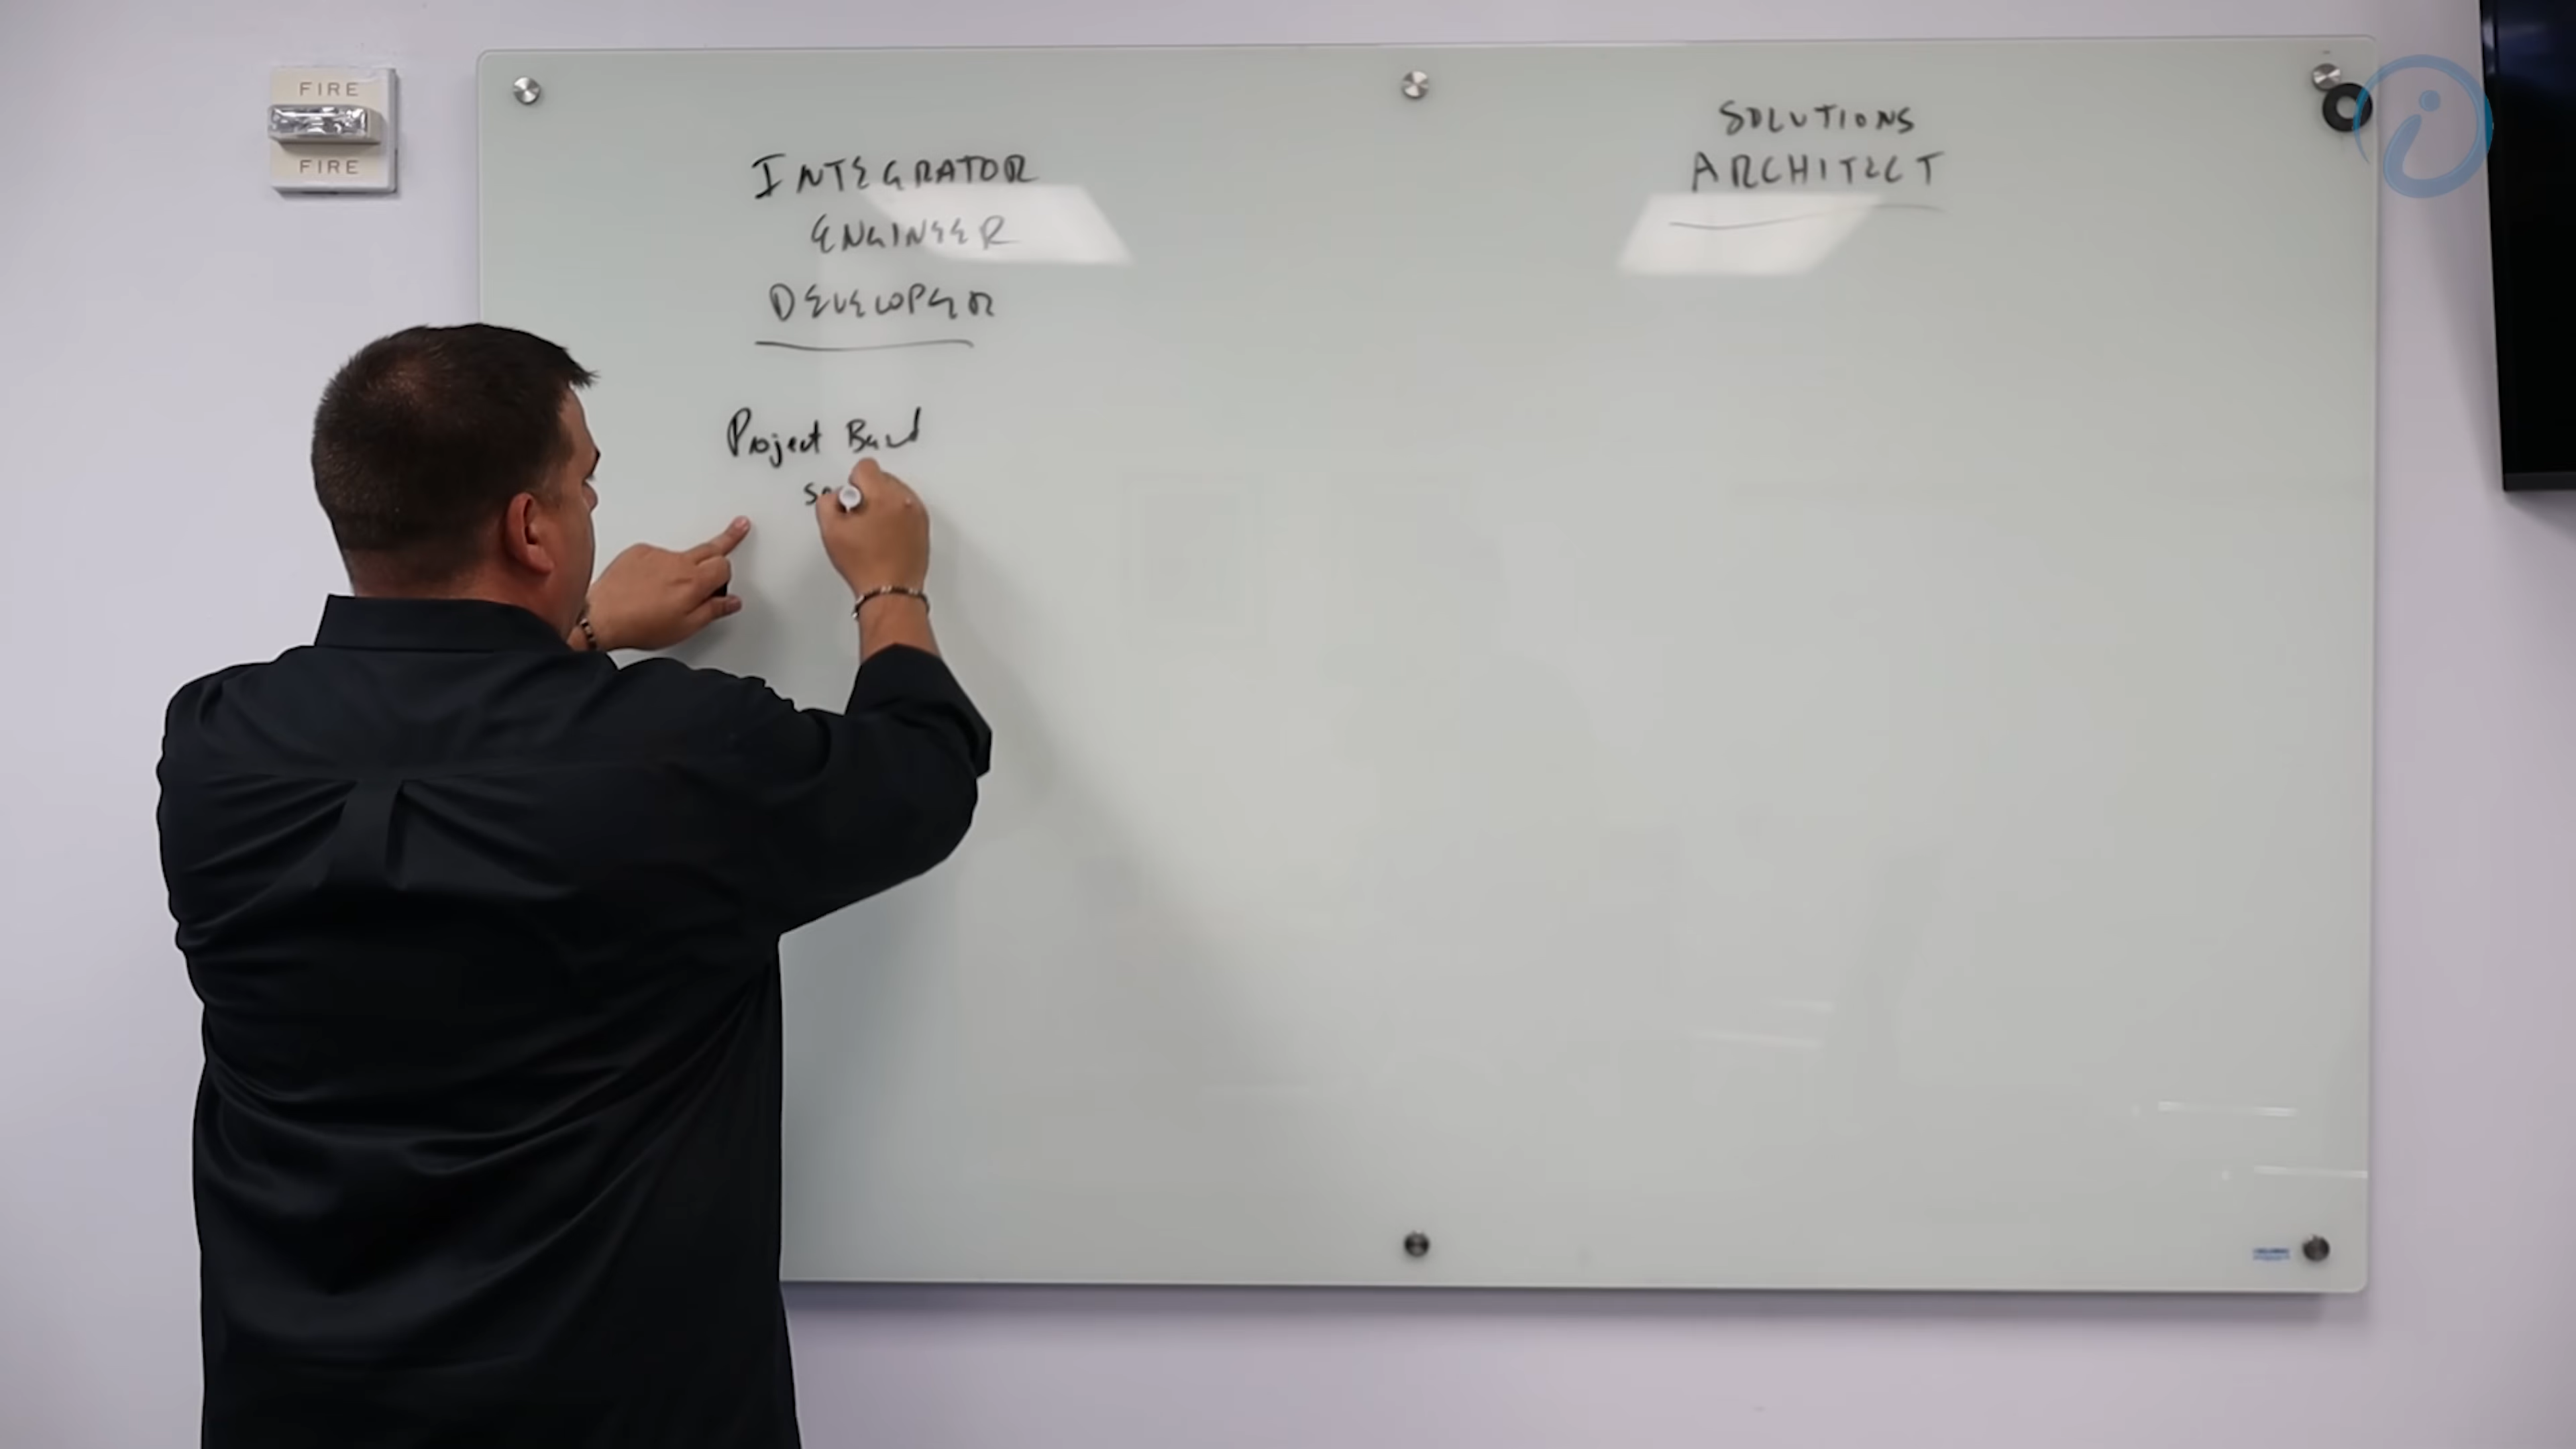 FIRE
FIRE
INTEGRATOR
ENGINEER
DEVELOPER
Project Based
SOLUTIONS
ARCHITECT